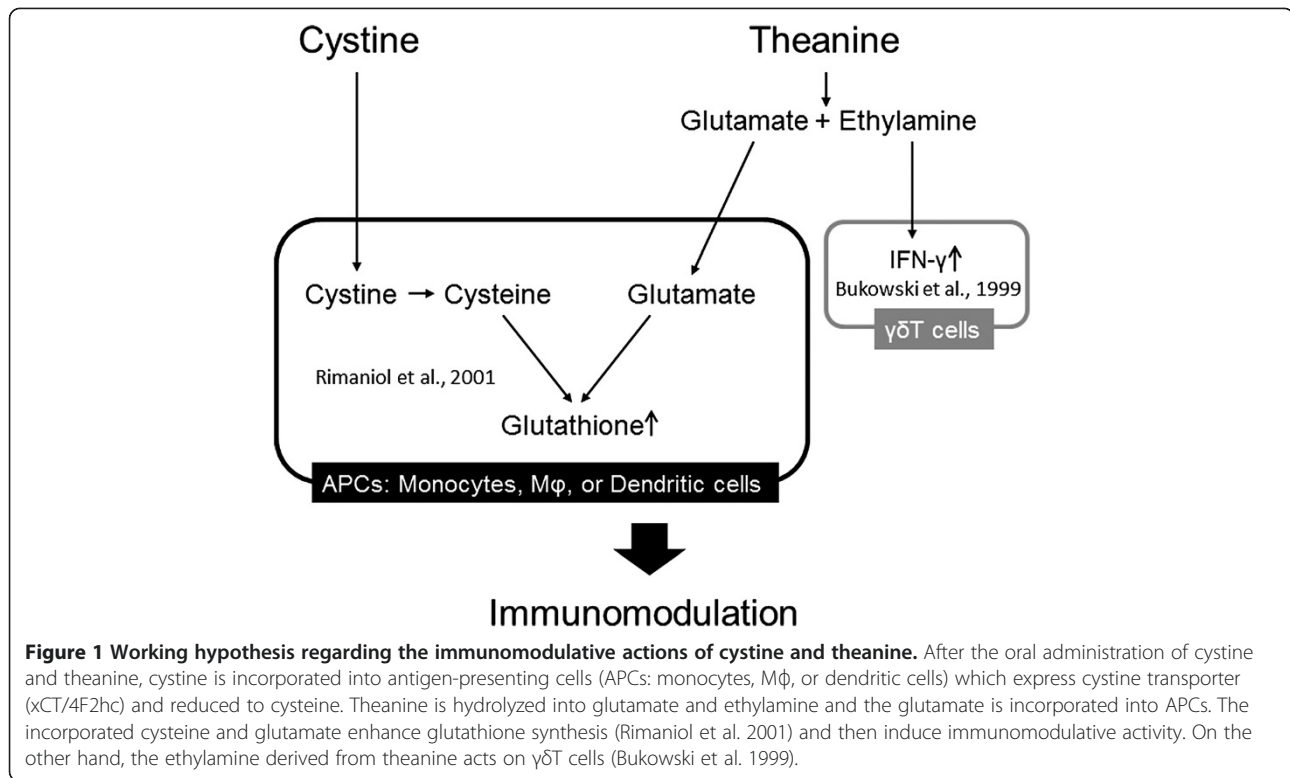 Cystine
Theanine
Glutamate + Ethylamine
Cystine → Cysteine
Glutamate
IFN-γ↑
Bukowski et al., 1999
γδT cells
Rimaniol et al., 2001
Glutathione↑
APCs: Monocytes, Mφ, or Dendritic cells
Immunomodulation
Figure 1 Working hypothesis regarding the immunomodulative actions of cystine and theanine. After the oral administration of cystine
and theanine, cystine is incorporated into antigen-presenting cells (APCs: monocytes, Mϕ, or dendritic cells) which express cystine transporter
(xCT/4F2hc) and reduced to cysteine. Theanine is hydrolyzed into glutamate and ethylamine and the glutamate is incorporated into APCs. The
incorporated cysteine and glutamate enhance glutathione synthesis (Rimaniol et al. 2001) and then induce immunomodulative activity. On the
other hand, the ethylamine derived from theanine acts on γδT cells (Bukowski et al. 1999).